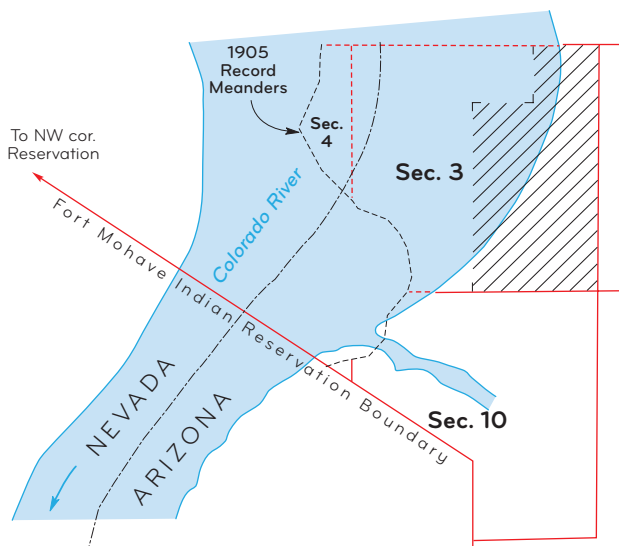 1905
Record
Meanders
Sec.
4
To NW cor.
Reservation
Sec. 3
Colorado River
Fort Mohave Indian Reservation Boundary
NEVADA
ARIZONA
Sec. 10